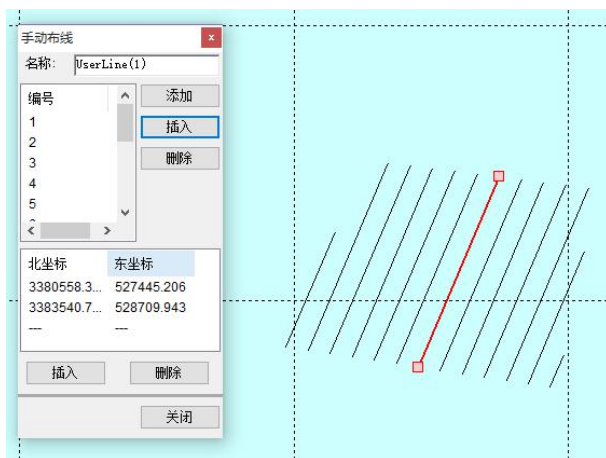 手动布线 x
名称: UserLine(1)
编号
添加
1
插入
2
3
删除
4
5
北坐标 东坐标
3380558.3... 527445.206
3383540.7... 528709.943
--- ---
插入 删除
关闭